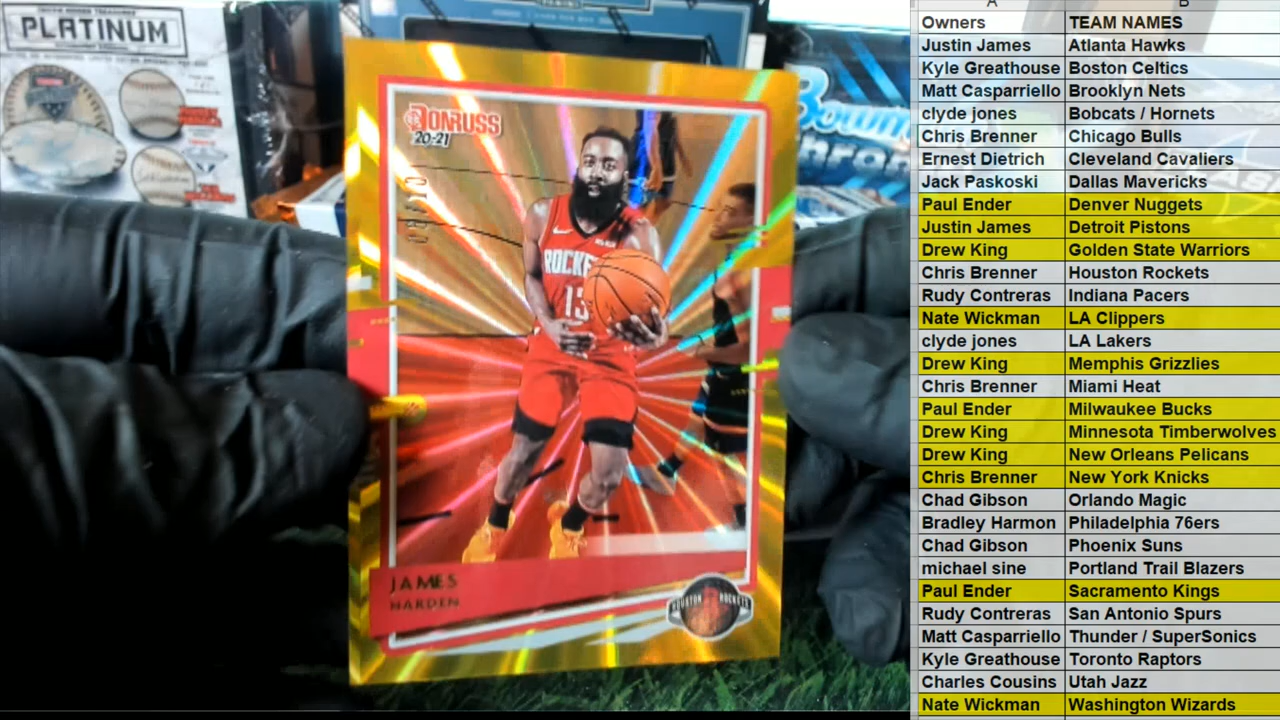 PLATINUM
DONRUSS
20-21
ROCKE
13
JAMES
HARDEN
HOUSTON ROCKETS
A B
Owners TEAM NAMES
Justin James Atlanta Hawks
Kyle Greathouse Boston Celtics
Matt Casparriello Brooklyn Nets
clyde jones Bobcats / Hornets
Chris Brenner Chicago Bulls
Ernest Dietrich Cleveland Cavaliers
Jack Paskoski Dallas Mavericks
Paul Ender Denver Nuggets
Justin James Detroit Pistons
Drew King Golden State Warriors
Chris Brenner Houston Rockets
Rudy Contreras Indiana Pacers
Nate Wickman LA Clippers
clyde jones LA Lakers
Drew King Memphis Grizzlies
Chris Brenner Miami Heat
Paul Ender Milwaukee Bucks
Drew King Minnesota Timberwolves
Drew King New Orleans Pelicans
Chris Brenner New York Knicks
Chad Gibson Orlando Magic
Bradley Harmon Philadelphia 76ers
Chad Gibson Phoenix Suns
michael sine Portland Trail Blazers
Paul Ender Sacramento Kings
Rudy Contreras San Antonio Spurs
Matt Casparriello Thunder / SuperSonics
Kyle Greathouse Toronto Raptors
Charles Cousins Utah Jazz
Nate Wickman Washington Wizards